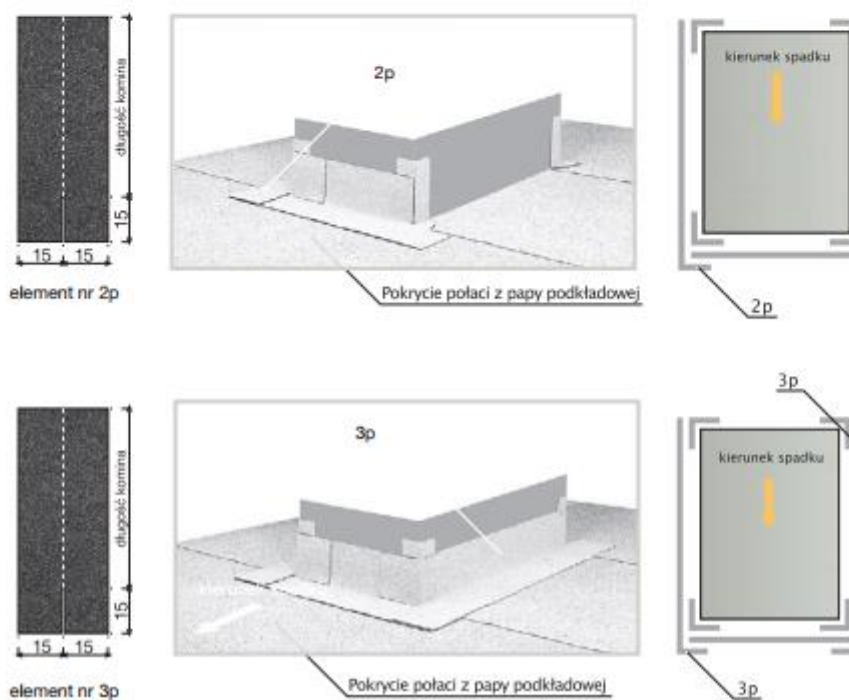 długość komina
15
15 15
element nr 2p
2p
Pokrycie połaci z papy podkładowej
kierunek spadku
2p
długość komina
15
15 15
element nr 3p
3p
kierunek
Pokrycie połaci z papy podkładowej
3p
kierunek spadku
3p